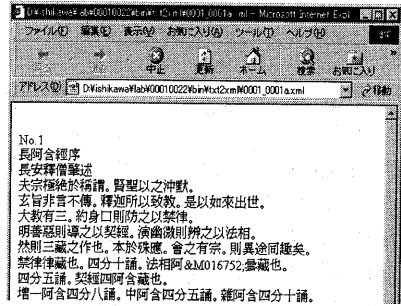 D:¥ishikawa¥lab¥00010022¥bin¥txt2xml¥0001_0001a.xml - Microsoft Internet Expl
ファイル(F) 編集(E) 表示(V) お気に入り(A) ツール(T) ヘルプ(H)
中止 更新 ホーム 検索 お気に入り
アドレス(D) D:¥ishikawa¥lab¥00010022¥bin¥txt2xml¥0001_0001a.xml 移動
No.1
長阿含經序
長安釋僧肇述
夫宗極絶於稱謂。賢聖以之沖默。
玄旨非言不傳。釋迦所以致教。是以如來出世。
大教有三。約身口則防之以禁律。
明善惡則導之以契經。演幽微則辨之以法相。
然則三藏之作也。本於殊應。會之有宗。則異途同趣矣。
禁律律藏也。四分十誦。法相阿&M016752;曇藏也。
四分五誦。契經四阿含藏也。
増一阿含四分八誦。中阿含四分五誦。雜阿含四分十誦。